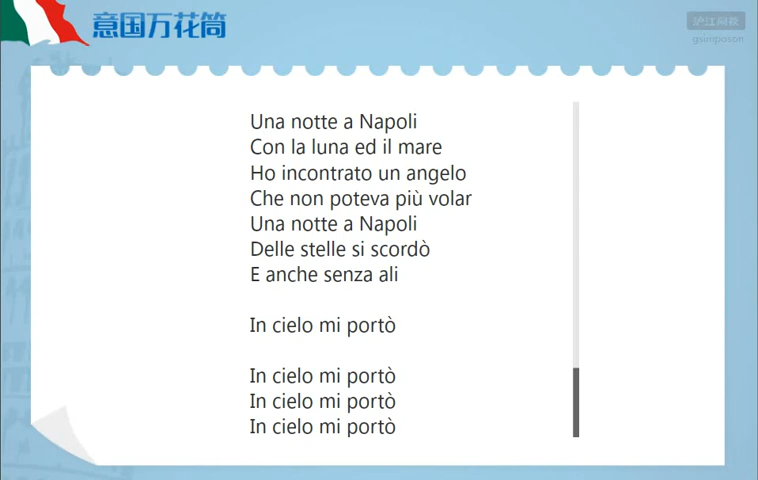 意国万花筒
沪江网校
gsimposon
Una notte a Napoli
Con la luna ed il mare
Ho incontrato un angelo
Che non poteva più volar
Una notte a Napoli
Delle stelle si scordò
E anche senza ali
In cielo mi portò
In cielo mi portò
In cielo mi portò
In cielo mi portò